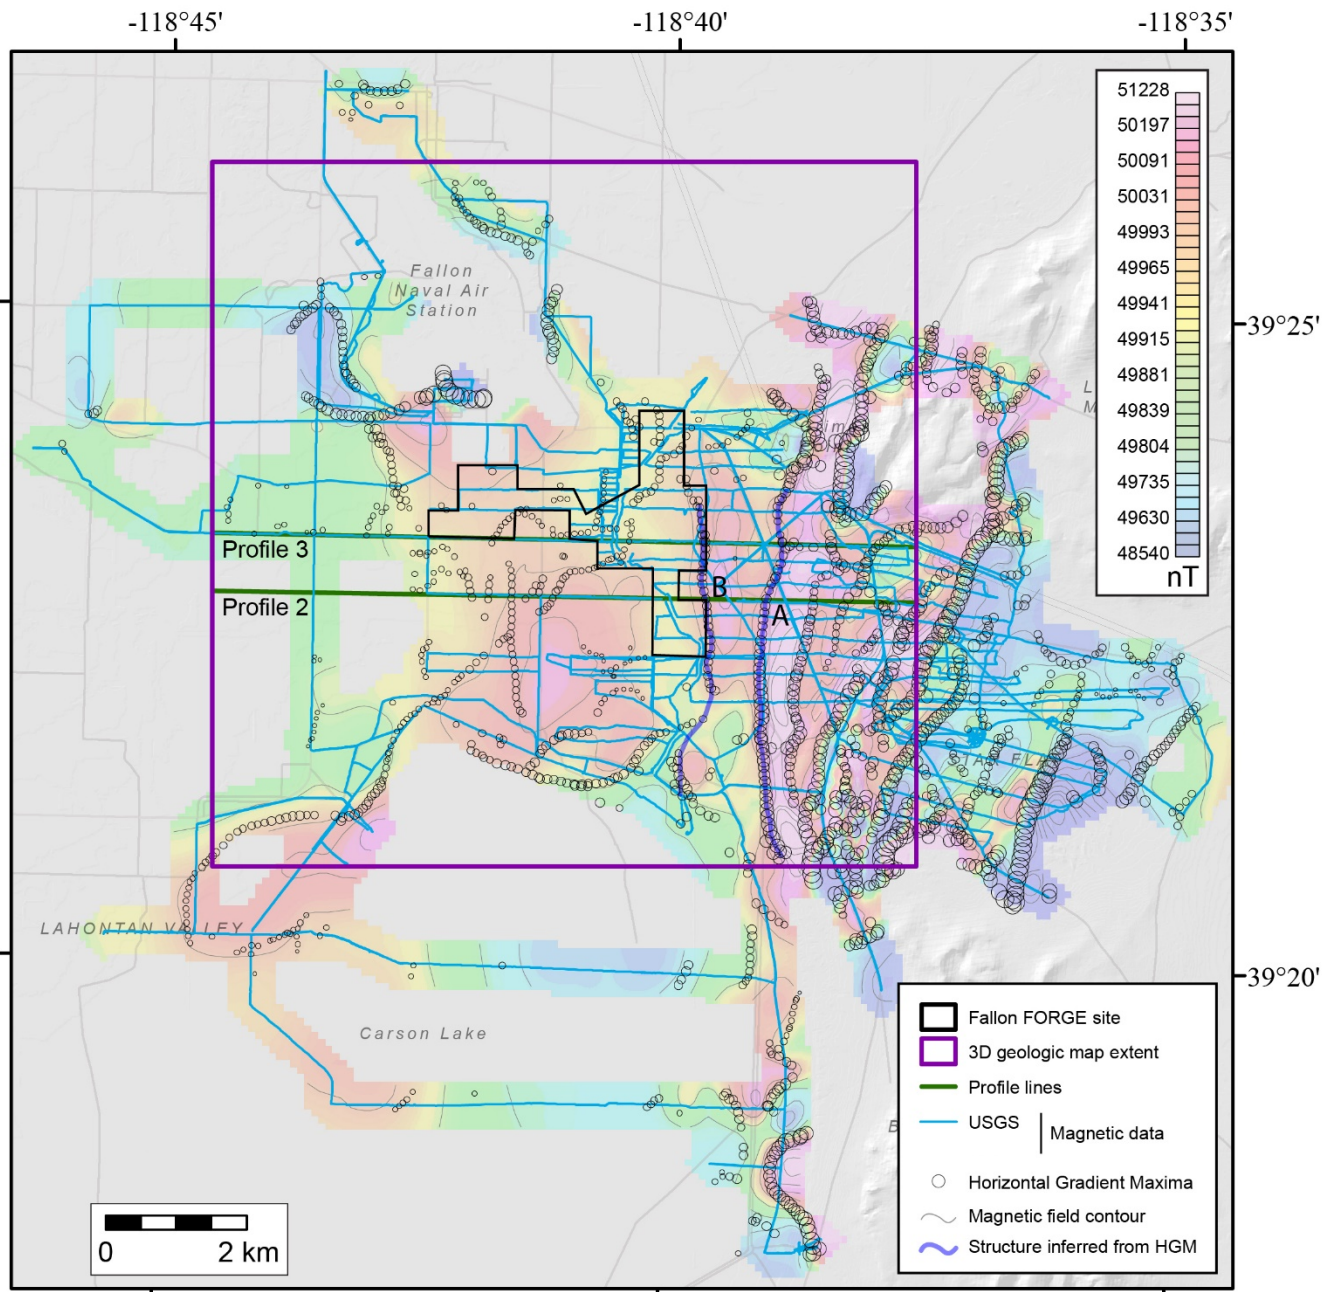 -118°45'
-118°40'
-118°35'
51228
50197
50091
50031
49993
49965
49941
49915
49881
49839
49804
49735
49630
48540
nT
Fallon
Naval Air
Station
39°25'
L
M
Profile 3
Profile 2
B
A
LAHONTAN VALLEY
39°20'
Carson Lake
B
Fallon FORGE site
3D geologic map extent
Profile lines
USGS
Magnetic data
Horizontal Gradient Maxima
Magnetic field contour
Structure inferred from HGM
0
2 km